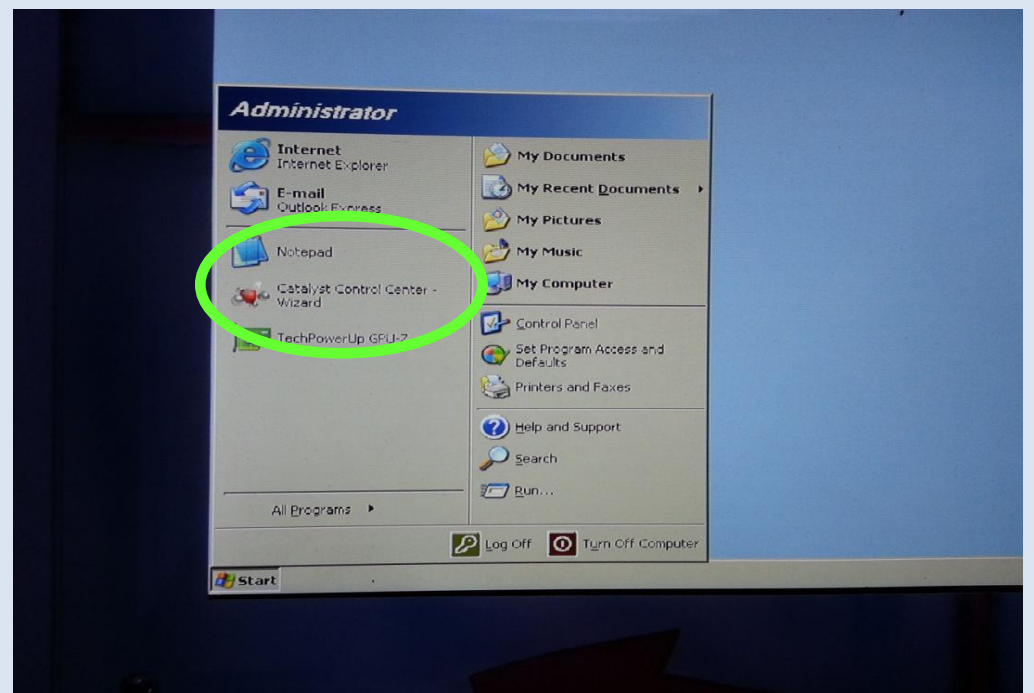 Administrator
Internet
Internet Explorer
E-mail
Outlook Express
Notepad
Catalyst Control Center -
Wizard
TechPowerUp GPU-Z
All Programs
My Documents
My Recent Documents
My Pictures
My Music
My Computer
Control Panel
Set Program Access and
Defaults
Printers and Faxes
Help and Support
Search
Run...
Log Off
Turn Off Computer
Start